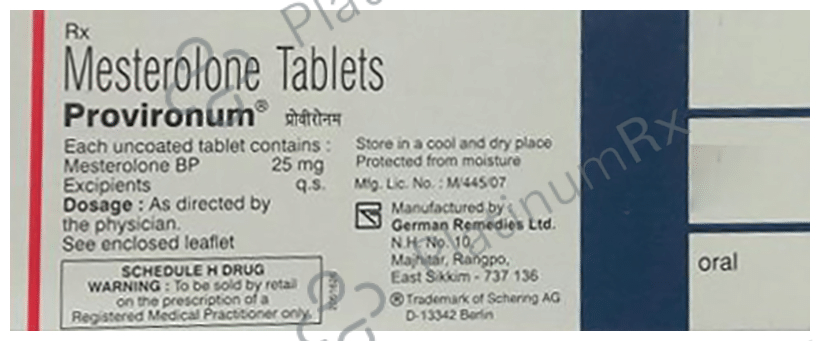 Rx
Mesterolone Tablets
Provironum® प्रोवीरोनम
Each uncoated tablet contains :
Mesterolone BP 25 mg
Excipients q.s.
Dosage : As directed by
the physician.
See enclosed leaflet
SCHEDULE H DRUG
WARNING : To be sold by retail
on the prescription of a
Registered Medical Practitioner only.
Store in a cool and dry place
Protected from moisture
Mfg. Lic. No. : M/445/07
Manufactured by :
German Remedies Ltd.
N.H. No. 10,
Majhitar, Rangpo,
East Sikkim - 737 136
® Trademark of Schering AG
D-13342 Berlin
oral
PlatinumRx